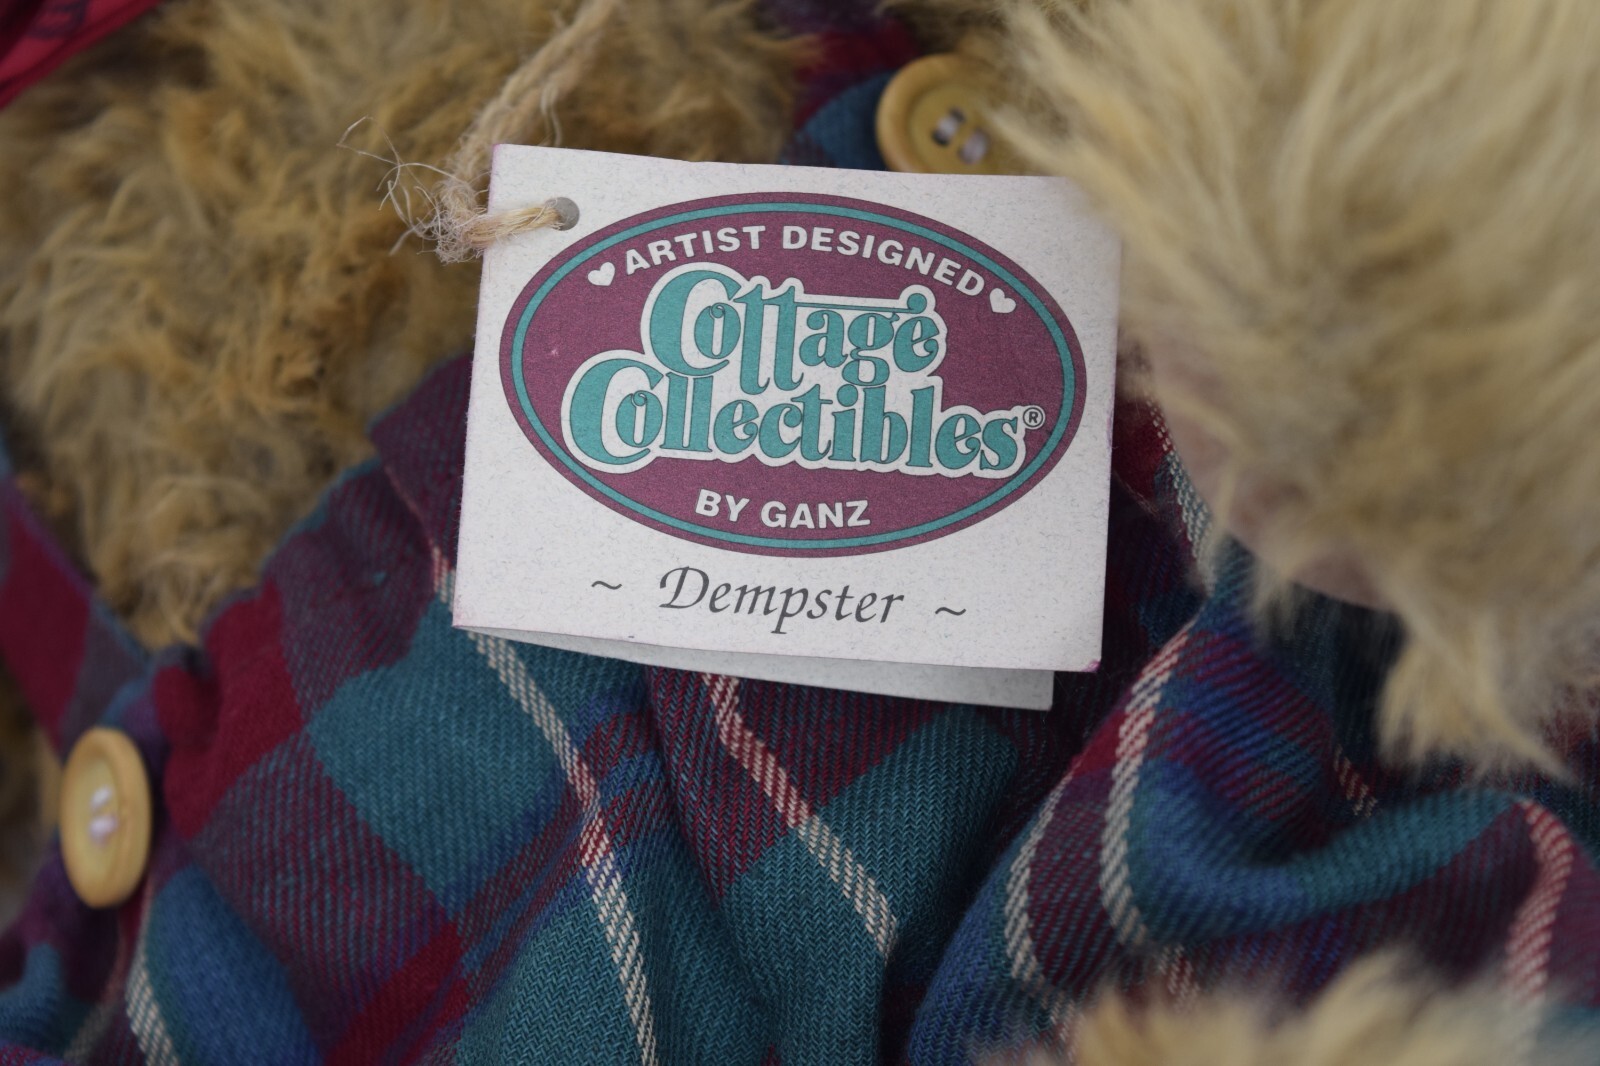 ARTIST DESIGNED
Cottage
Collectibles®
BY GANZ
~ Dempster ~